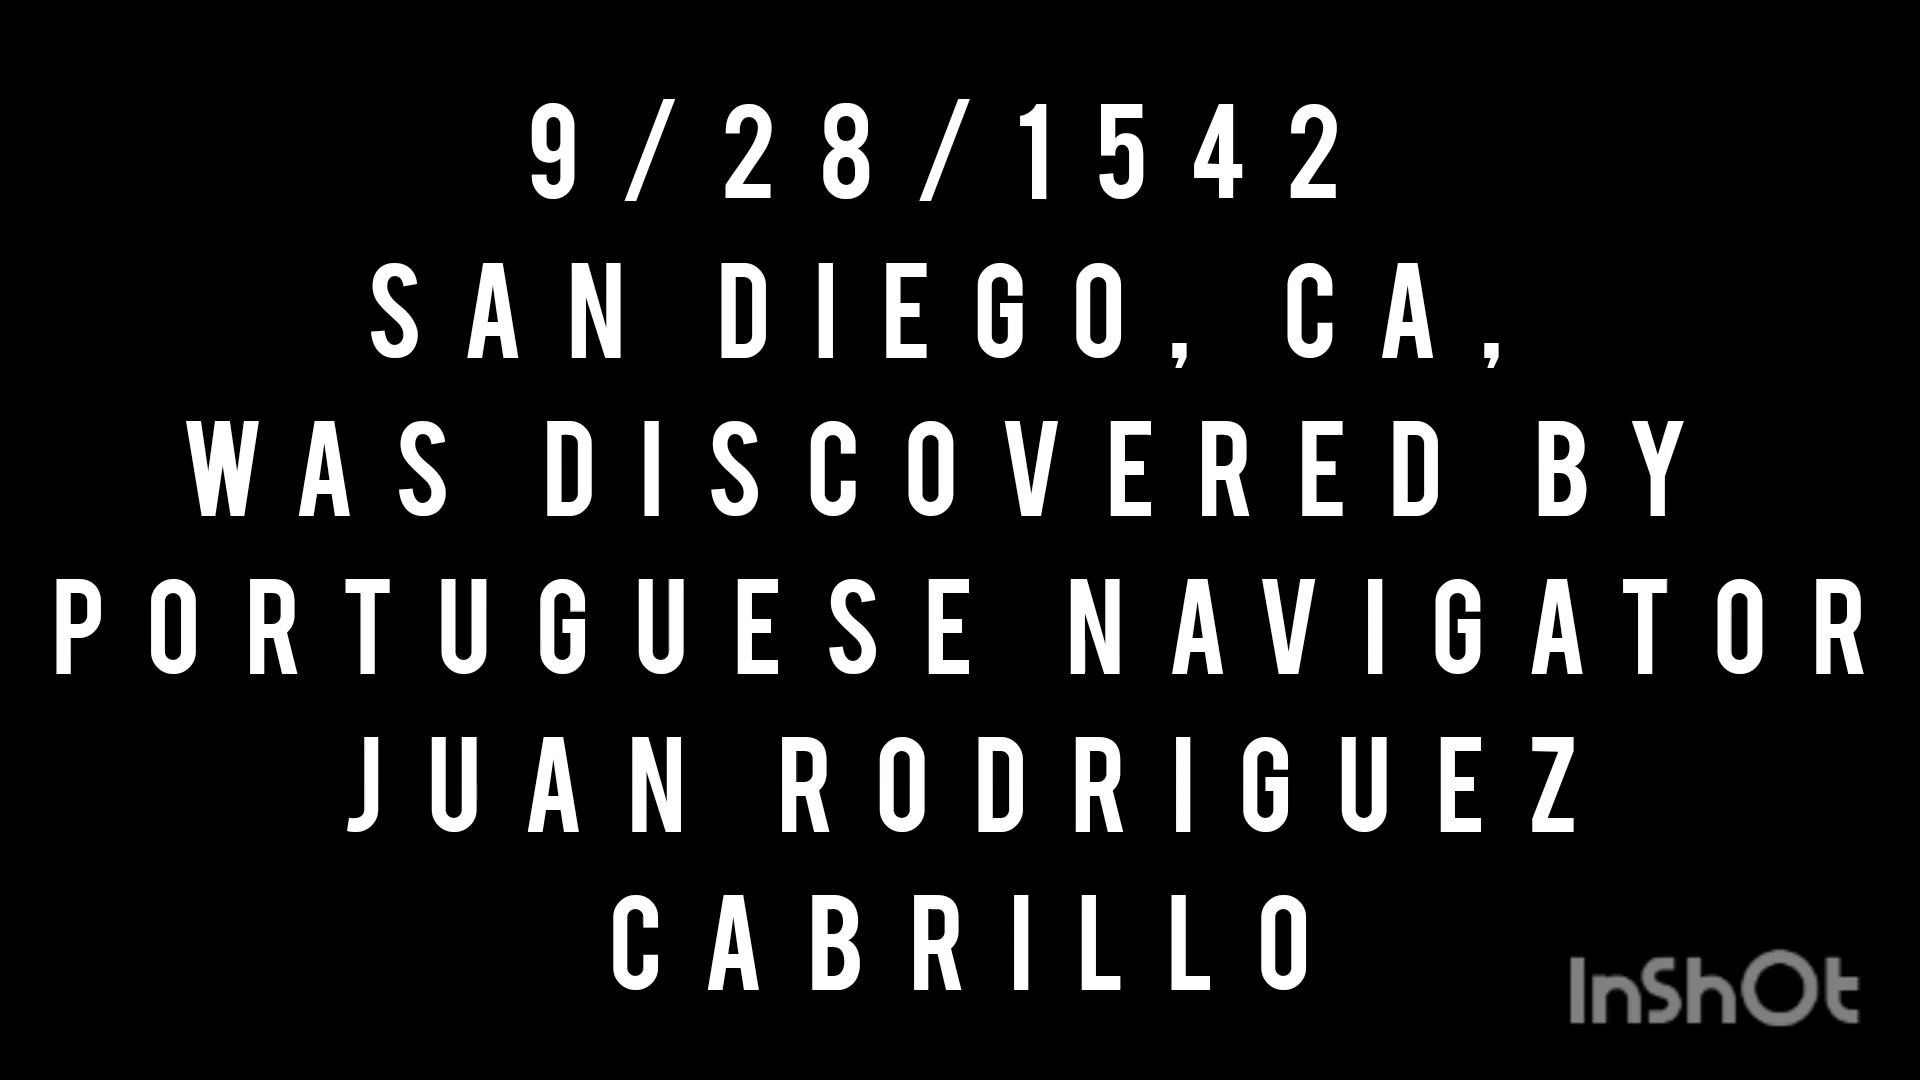 9/28/1542
SAN DIEGO, CA,
WAS DISCOVERED BY
PORTUGUESE NAVIGATOR
JUAN RODRIGUEZ
CABRILLO
InShOt